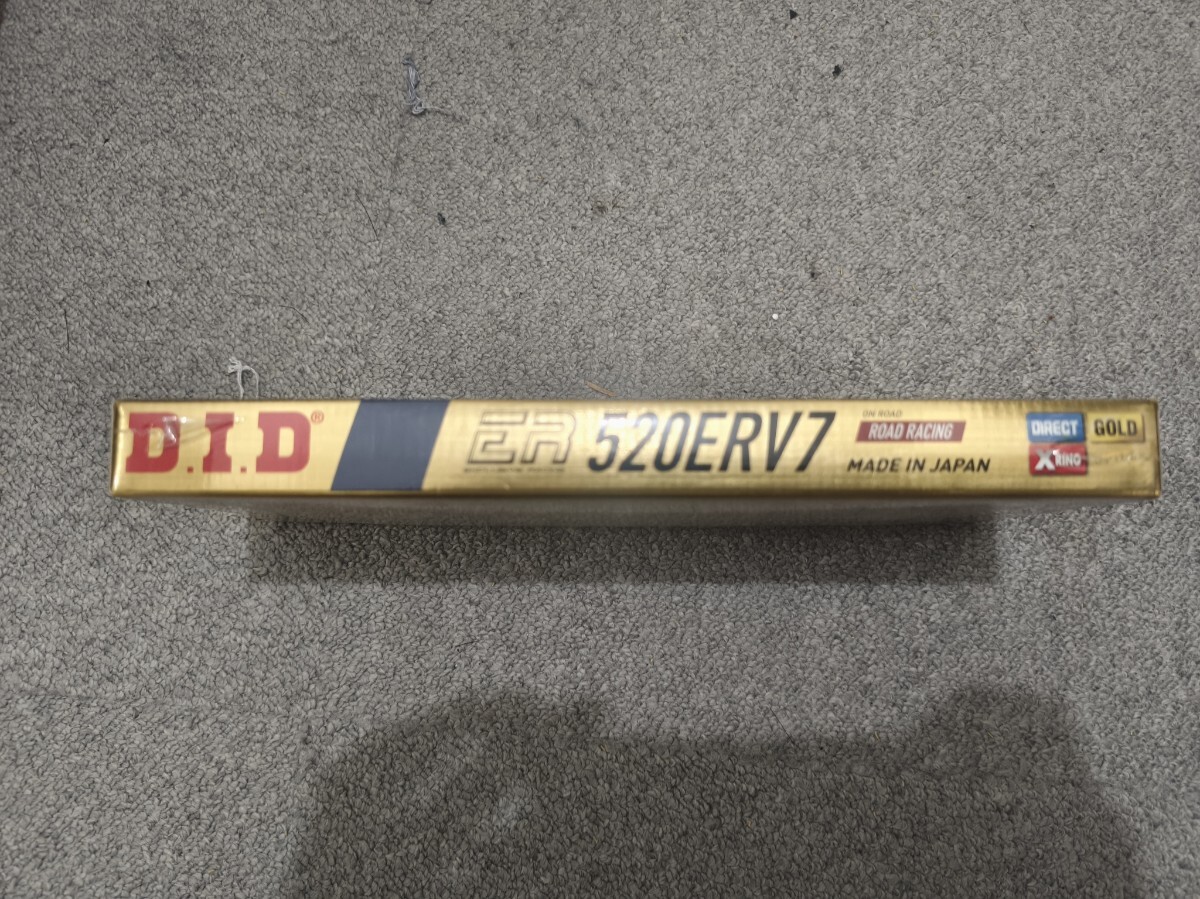 D.I.D®
ER
520ERV7
ON ROAD
ROAD RACING
MADE IN JAPAN
DIRECT
GOLD
X RING